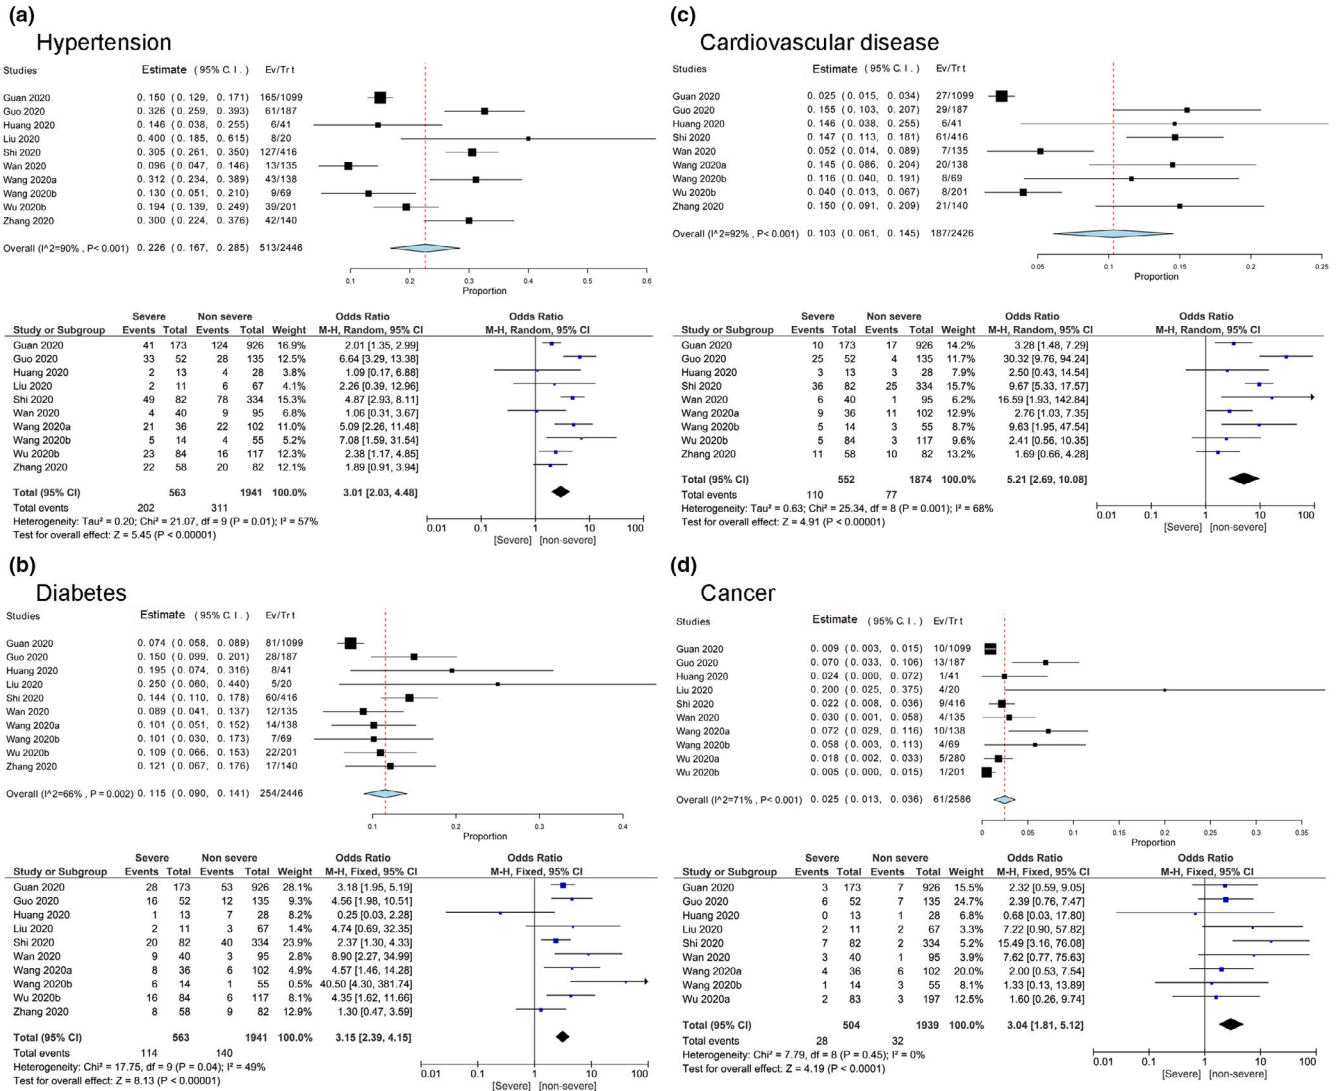 (a)
Hypertension
Studies Estimate (95% C.I.) Ev/Trt
Guan 2020 0.150 (0.129, 0.171) 165/1099
Guo 2020 0.326 (0.259, 0.393) 61/187
Huang 2020 0.146 (0.038, 0.255) 6/41
Liu 2020 0.400 (0.185, 0.615) 8/20
Shi 2020 0.305 (0.261, 0.350) 127/416
Wan 2020 0.096 (0.047, 0.146) 13/135
Wang 2020a 0.312 (0.234, 0.389) 43/138
Wang 2020b 0.130 (0.051, 0.210) 9/69
Wu 2020b 0.194 (0.139, 0.249) 39/201
Zhang 2020 0.300 (0.224, 0.376) 42/140
Overall (I^2=90% , P< 0.001) 0.226 (0.167, 0.285) 513/2446
0.1 0.2 0.3 0.4 0.5 0.6
Proportion
Severe Non severe Odds Ratio Odds Ratio
Study or Subgroup Events Total Events Total Weight M-H, Random, 95% CI M-H, Random, 95% CI
Guan 2020 41 173 124 926 16.9% 2.01 [1.35, 2.99]
Guo 2020 33 52 28 135 12.5% 6.64 [3.29, 13.38]
Huang 2020 2 13 4 28 3.8% 1.09 [0.17, 6.88]
Liu 2020 2 11 6 67 4.1% 2.26 [0.39, 12.96]
Shi 2020 49 82 78 334 15.3% 4.87 [2.93, 8.11]
Wan 2020 4 40 9 95 6.8% 1.06 [0.31, 3.67]
Wang 2020a 21 36 22 102 11.0% 5.09 [2.26, 11.48]
Wang 2020b 5 14 4 55 5.2% 7.08 [1.59, 31.54]
Wu 2020b 23 84 16 117 12.3% 2.38 [1.17, 4.85]
Zhang 2020 22 58 20 82 12.1% 1.89 [0.91, 3.94]
Total (95% CI) 563 1941 100.0% 3.01 [2.03, 4.48]
Total events 202 311
Heterogeneity: Tau² = 0.20; Chi² = 21.07, df = 9 (P = 0.01); I² = 57%
Test for overall effect: Z = 5.45 (P < 0.00001)
0.01 0.1 1 10 100
[Severe] [non-severe]
(b)
Diabetes
Studies Estimate (95% C.I.) Ev/Trt
Guan 2020 0.074 (0.058, 0.089) 81/1099
Guo 2020 0.150 (0.099, 0.201) 28/187
Huang 2020 0.195 (0.074, 0.316) 8/41
Liu 2020 0.250 (0.060, 0.440) 5/20
Shi 2020 0.144 (0.110, 0.178) 60/416
Wan 2020 0.089 (0.041, 0.137) 12/135
Wang 2020a 0.101 (0.051, 0.152) 14/138
Wang 2020b 0.101 (0.030, 0.173) 7/69
Wu 2020b 0.109 (0.066, 0.153) 22/201
Zhang 2020 0.121 (0.067, 0.176) 17/140
Overall (I^2=66% , P = 0.002) 0.115 (0.090, 0.141) 254/2446
0.1 0.2 0.3 0.4
Proportion
Severe Non severe Odds Ratio Odds Ratio
Study or Subgroup Events Total Events Total Weight M-H, Fixed, 95% CI M-H, Fixed, 95% CI
Guan 2020 28 173 53 926 28.1% 3.18 [1.95, 5.19]
Guo 2020 16 52 12 135 10.2% 4.56 [1.98, 10.51]
Huang 2020 1 13 7 28 8.2% 0.25 [0.03, 2.28]
Liu 2020 2 11 3 67 1.4% 4.74 [0.69, 32.35]
Shi 2020 20 82 40 334 23.9% 2.37 [1.30, 4.33]
Wan 2020 9 40 3 95 2.8% 8.90 [2.27, 34.99]
Wang 2020a 8 36 6 102 4.9% 4.57 [1.46, 14.28]
Wang 2020b 6 14 1 55 0.5% 40.50 [4.30, 381.74]
Wu 2020b 16 84 6 117 8.1% 4.35 [1.62, 11.66]
Zhang 2020 8 58 9 82 12.9% 1.30 [0.47, 3.59]
Total (95% CI) 563 1941 100.0% 3.15 [2.39, 4.15]
Total events 114 140
Heterogeneity: Chi² = 17.75, df = 9 (P = 0.04); I² = 49%
Test for overall effect: Z = 8.13 (P < 0.00001)
0.01 0.1 1 10 100
[Severe] [non-severe]
(c)
Cardiovascular disease
Studies Estimate (95% C.I.) Ev/Trt
Guan 2020 0.025 (0.015, 0.034) 27/1099
Guo 2020 0.155 (0.103, 0.207) 29/187
Huang 2020 0.146 (0.038, 0.255) 6/41
Shi 2020 0.147 (0.113, 0.181) 61/416
Wan 2020 0.052 (0.014, 0.089) 7/135
Wang 2020a 0.145 (0.086, 0.204) 20/138
Wang 2020b 0.116 (0.040, 0.191) 8/69
Wu 2020b 0.040 (0.013, 0.067) 8/201
Zhang 2020 0.150 (0.091, 0.209) 21/140
Overall (I^2=92% , P< 0.001) 0.103 (0.061, 0.145) 187/2426
0.05 0.1 0.15 0.2 0.25
Proportion
Severe Non severe Odds Ratio Odds Ratio
Study or Subgroup Events Total Events Total Weight M-H, Random, 95% CI M-H, Random, 95% CI
Guan 2020 10 173 17 926 14.2% 3.28 [1.48, 7.29]
Guo 2020 25 52 4 135 11.7% 30.32 [9.76, 94.24]
Huang 2020 3 13 3 28 7.9% 2.50 [0.43, 14.54]
Shi 2020 36 82 25 334 15.7% 9.67 [5.33, 17.57]
Wan 2020 6 40 1 95 6.2% 16.59 [1.93, 142.84]
Wang 2020a 9 36 11 102 12.9% 2.76 [1.03, 7.35]
Wang 2020b 5 14 3 55 8.7% 9.63 [1.95, 47.54]
Wu 2020b 5 84 3 117 9.6% 2.41 [0.56, 10.35]
Zhang 2020 11 58 10 82 13.2% 1.69 [0.66, 4.28]
Total (95% CI) 552 1874 100.0% 5.21 [2.69, 10.08]
Total events 110 77
Heterogeneity: Tau² = 0.63; Chi² = 25.34, df = 8 (P = 0.001); I² = 68%
Test for overall effect: Z = 4.91 (P < 0.00001)
0.01 0.1 1 10 100
[Severe] [non-severe]
(d)
Cancer
Studies Estimate (95% C.I.) Ev/Trt
Guan 2020 0.009 (0.003, 0.015) 10/1099
Guo 2020 0.070 (0.033, 0.106) 13/187
Huang 2020 0.024 (0.000, 0.072) 1/41
Liu 2020 0.200 (0.025, 0.375) 4/20
Shi 2020 0.022 (0.008, 0.036) 9/416
Wan 2020 0.030 (0.001, 0.058) 4/135
Wang 2020a 0.072 (0.029, 0.116) 10/138
Wang 2020b 0.058 (0.003, 0.113) 4/69
Wu 2020a 0.018 (0.002, 0.033) 5/280
Wu 2020b 0.005 (0.000, 0.015) 1/201
Overall (I^2=71% , P< 0.001) 0.025 (0.013, 0.036) 61/2586
0 0.05 0.1 0.15 0.2 0.25 0.3 0.35
Proportion
Severe Non severe Odds Ratio Odds Ratio
Study or Subgroup Events Total Events Total Weight M-H, Fixed, 95% CI M-H, Fixed, 95% CI
Guan 2020 3 173 7 926 15.5% 2.32 [0.59, 9.05]
Guo 2020 6 52 7 135 24.7% 2.39 [0.76, 7.47]
Huang 2020 0 13 1 28 6.8% 0.68 [0.03, 17.80]
Liu 2020 2 11 2 67 3.3% 7.22 [0.90, 57.82]
Shi 2020 7 82 2 334 5.3% 15.49 [3.16, 76.08]
Wan 2020 3 40 1 95 3.9% 7.62 [0.77, 75.63]
Wang 2020a 4 36 6 102 20.0% 2.00 [0.53, 7.54]
Wang 2020b 1 14 3 55 8.1% 1.33 [0.13, 13.89]
Wu 2020a 2 83 3 197 12.5% 1.60 [0.26, 9.74]
Total (95% CI) 504 1939 100.0% 3.04 [1.81, 5.12]
Total events 28 32
Heterogeneity: Chi² = 7.79, df = 8 (P = 0.45); I² = 0%
Test for overall effect: Z = 4.19 (P < 0.0001)
0.01 0.1 1 10 100
[Severe] [non-severe]